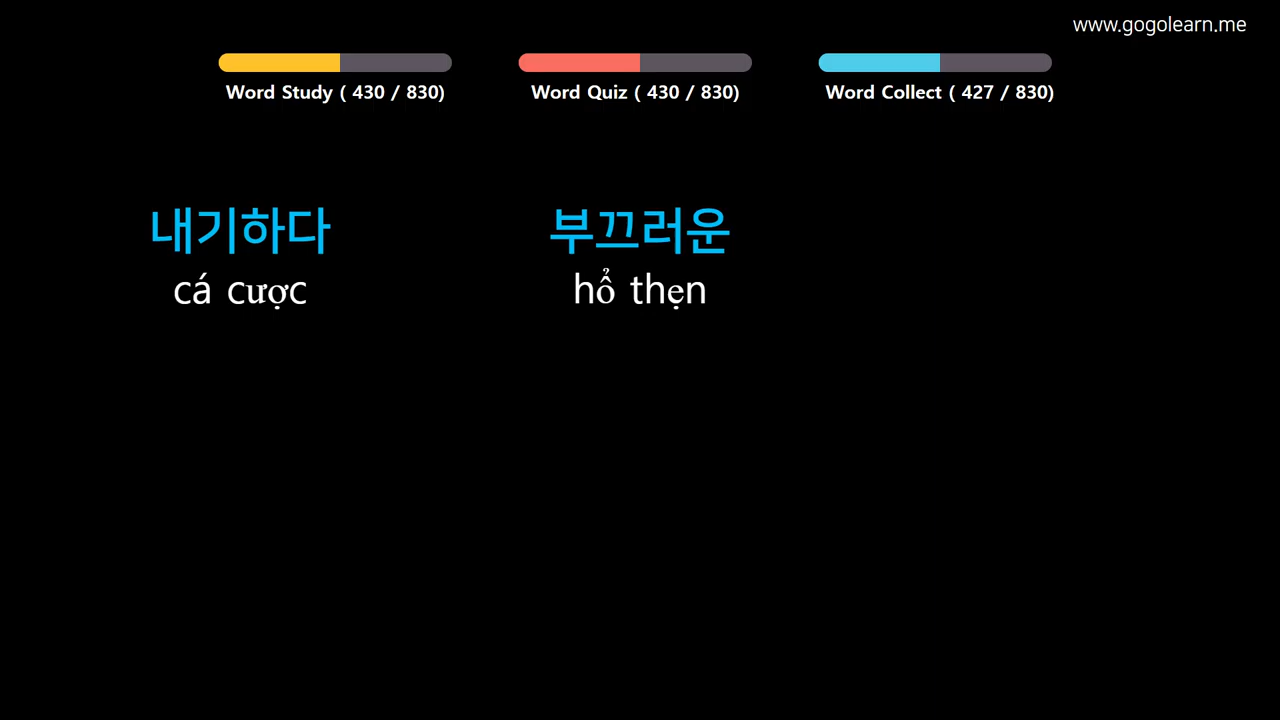 www.gogolearn.me
Word Study ( 430 / 830)
Word Quiz ( 430 / 830)
Word Collect ( 427 / 830)
내기하다
cá cược
부끄러운
hổ thẹn